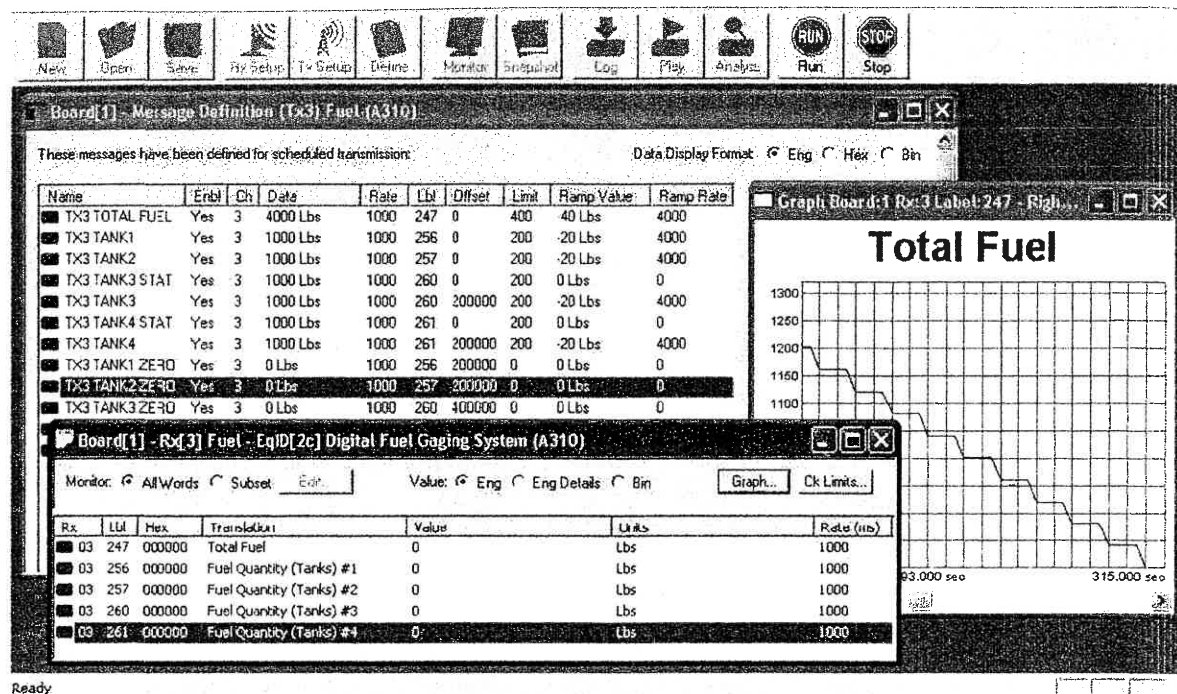 New Open Save Rx Setup Tx Setup Define Monitor Snapshot Log Play Analyze RUN Run STOP Stop
Board[1] - Message Definition (Tx3) Fuel (A310)
These messages have been defined for scheduled transmission: Data Display Format: Eng Hex Bin
Name Enbl Ch Data Rate Lbl Offset Limit Ramp Value Ramp Rate
TX3 TOTAL FUEL Yes 3 4000 Lbs 1000 247 0 400 -40 Lbs 4000
TX3 TANK1 Yes 3 1000 Lbs 1000 256 0 200 -20 Lbs 4000
TX3 TANK2 Yes 3 1000 Lbs 1000 257 0 200 -20 Lbs 4000
TX3 TANK3 STAT Yes 3 1000 Lbs 1000 260 0 200 0 Lbs 0
TX3 TANK3 Yes 3 1000 Lbs 1000 260 200000 200 -20 Lbs 4000
TX3 TANK4 STAT Yes 3 1000 Lbs 1000 261 0 200 0 Lbs 0
TX3 TANK4 Yes 3 1000 Lbs 1000 261 200000 200 -20 Lbs 4000
TX3 TANK1 ZERO Yes 3 0 Lbs 1000 256 200000 0 0 Lbs 0
TX3 TANK2 ZERO Yes 3 0 Lbs 1000 257 200000 0 0 Lbs 0
TX3 TANK3 ZERO Yes 3 0 Lbs 1000 260 400000 0 0 Lbs 0
Graph Board:1 Rx:3 Label:247 - Righ...
Total Fuel
1300
1250
1200
1150
1100
93.000 sec 315.000 sec
Board[1] - Rx[3] Fuel - EqID[2c] Digital Fuel Gaging System (A310)
Monitor: All Words Subset Edit... Value: Eng Eng Details Bin Graph... Ck Limits...
Rx Lbl Hex Translation Value Units Rate (ms)
03 247 000000 Total Fuel 0 Lbs 1000
03 256 000000 Fuel Quantity (Tanks) #1 0 Lbs 1000
03 257 000000 Fuel Quantity (Tanks) #2 0 Lbs 1000
03 260 000000 Fuel Quantity (Tanks) #3 0 Lbs 1000
03 261 000000 Fuel Quantity (Tanks) #4 0 Lbs 1000
Ready